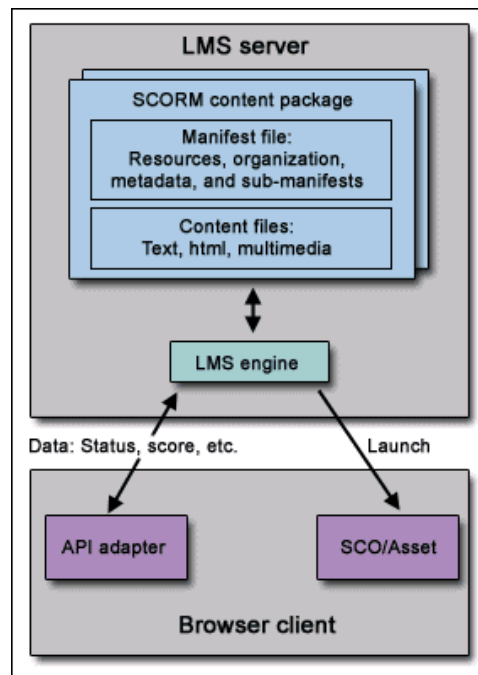 LMS server
SCORM content package
Manifest file:
Resources, organization,
metadata, and sub-manifests
Content files:
Text, html, multimedia
LMS engine
Data: Status, score, etc.
Launch
API adapter
SCO/Asset
Browser client